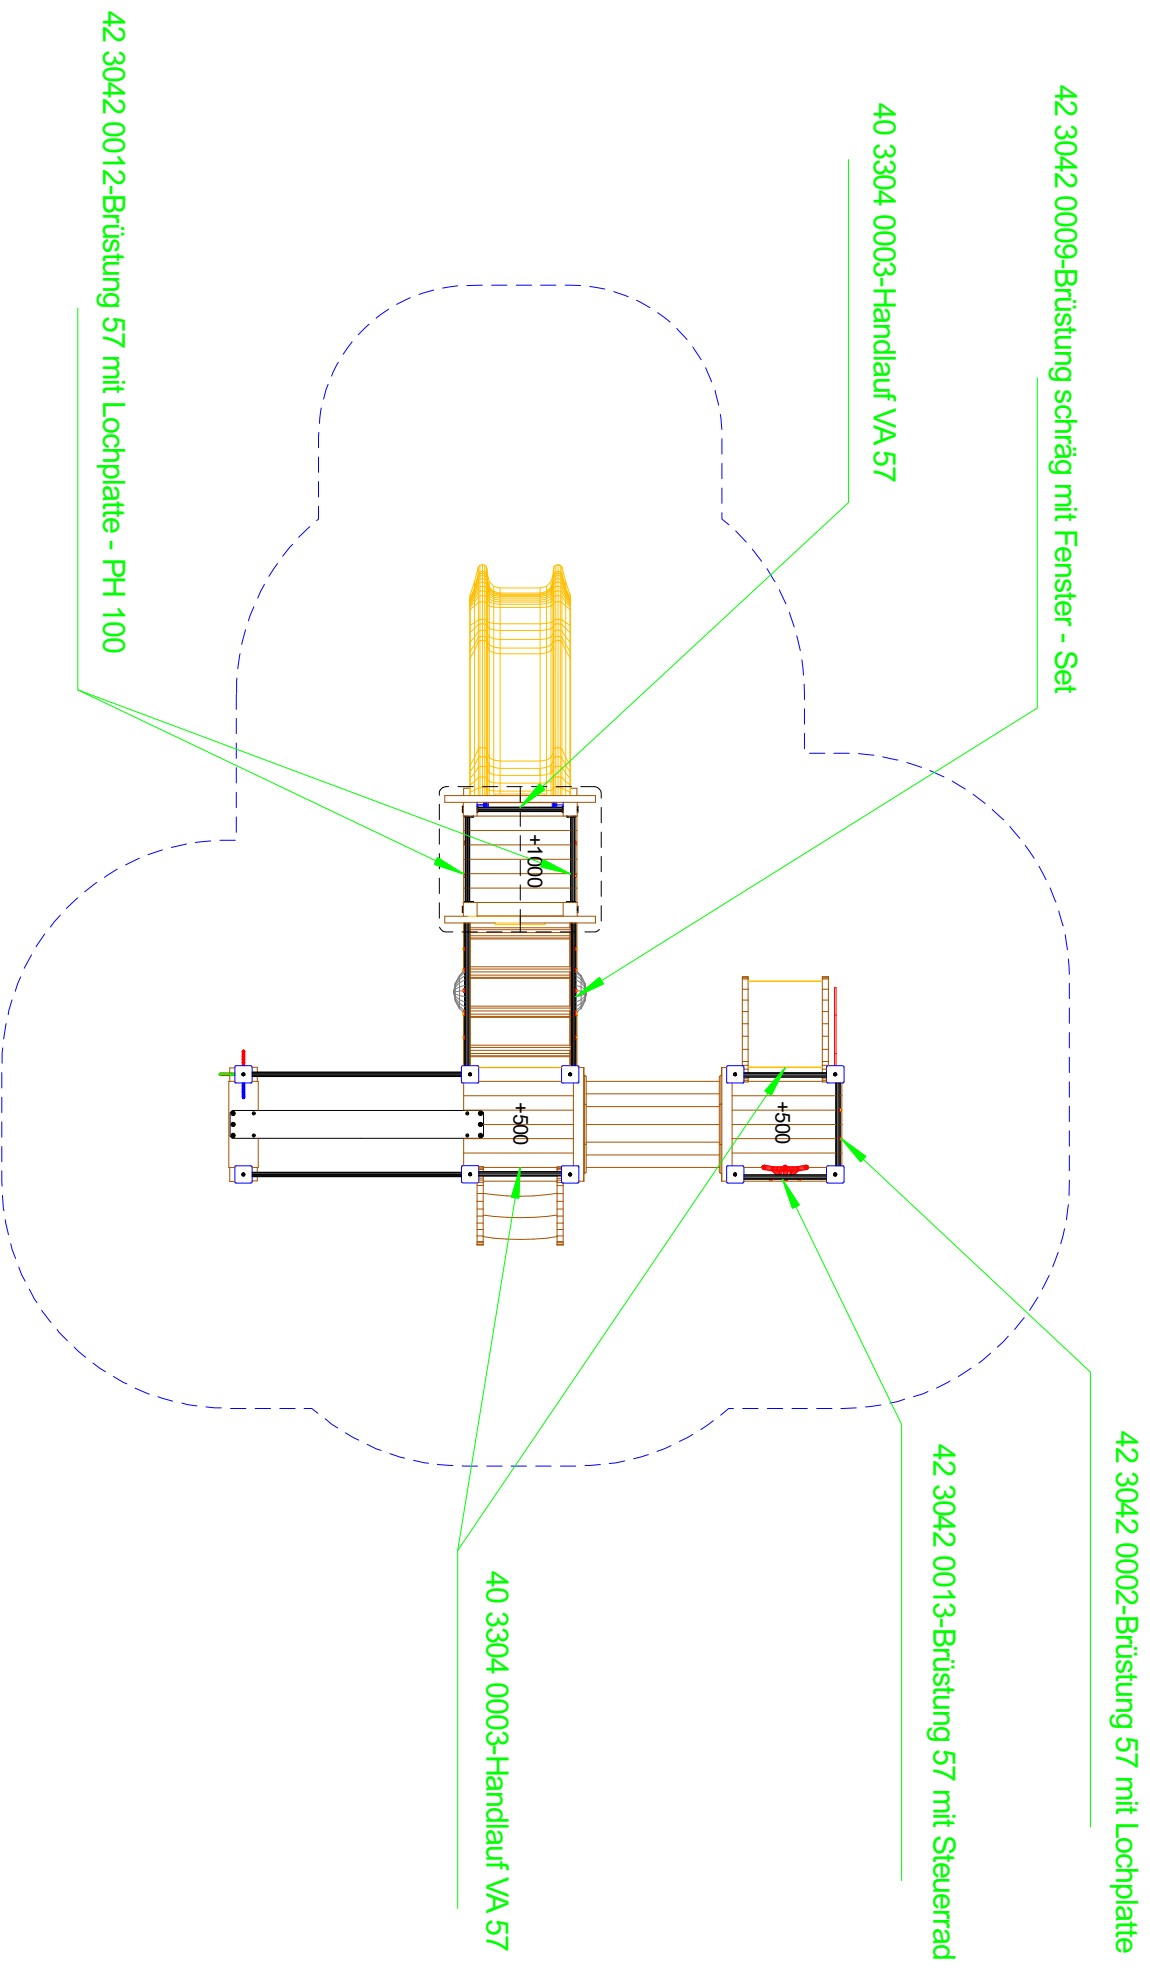 42 3042 0009-Brüstung schräg mit Fenster - Set
40 3304 0003-Handlauf VA 57
42 3042 0012-Brüstung 57 mit Lochplatte - PH 100
+1000
+500
+500
42 3042 0002-Brüstung 57 mit Lochplatte
42 3042 0013-Brüstung 57 mit Steuerrad
40 3304 0003-Handlauf VA 57